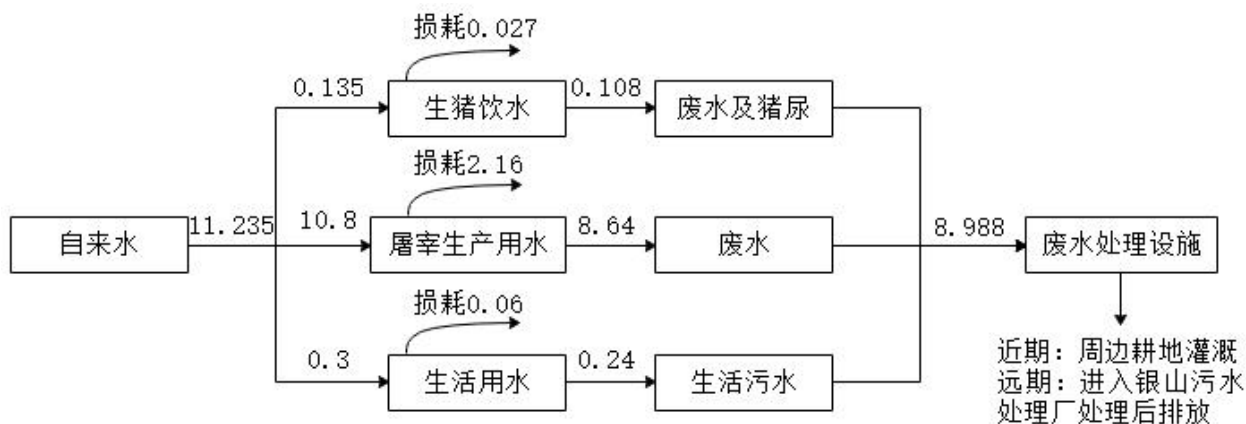 损耗0.027
0.135
生猪饮水
0.108
废水及猪尿
损耗2.16
自来水
11.235
10.8
屠宰生产用水
8.64
废水
8.988
废水处理设施
损耗0.06
0.3
生活用水
0.24
生活污水
近期：周边耕地灌溉
远期：进入银山污水
处理厂处理后排放